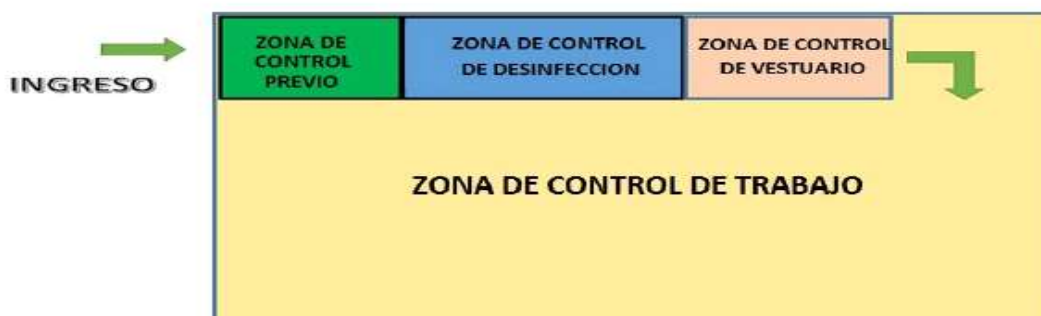 INGRESO
ZONA DE
CONTROL
PREVIO
ZONA DE CONTROL
DE DESINFECCION
ZONA DE CONTROL
DE VESTUARIO
ZONA DE CONTROL DE TRABAJO